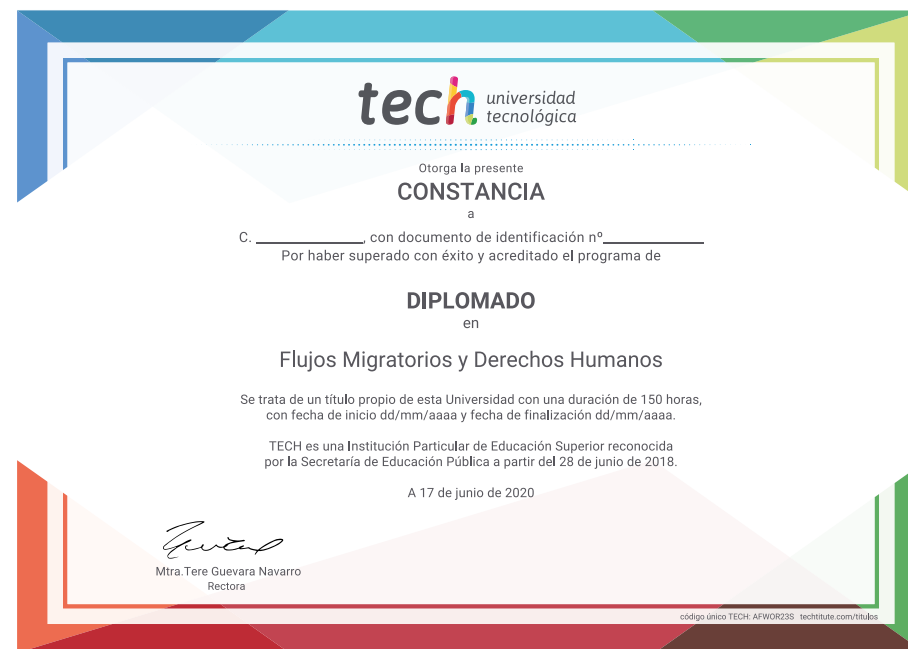 tech universidad
tecnológica
Otorga la presente
CONSTANCIA
a
C. ____________, con documento de identificación nº____________
Por haber superado con éxito y acreditado el programa de
DIPLOMADO
en
Flujos Migratorios y Derechos Humanos
Se trata de un título propio de esta Universidad con una duración de 150 horas,
con fecha de inicio dd/mm/aaaa y fecha de finalización dd/mm/aaaa.
TECH es una Institución Particular de Educación Superior reconocida
por la Secretaría de Educación Pública a partir del 28 de junio de 2018.
A 17 de junio de 2020
Mtra.Tere Guevara Navarro
Rectora
código único TECH: AFWOR23S techtitute.com/titulos